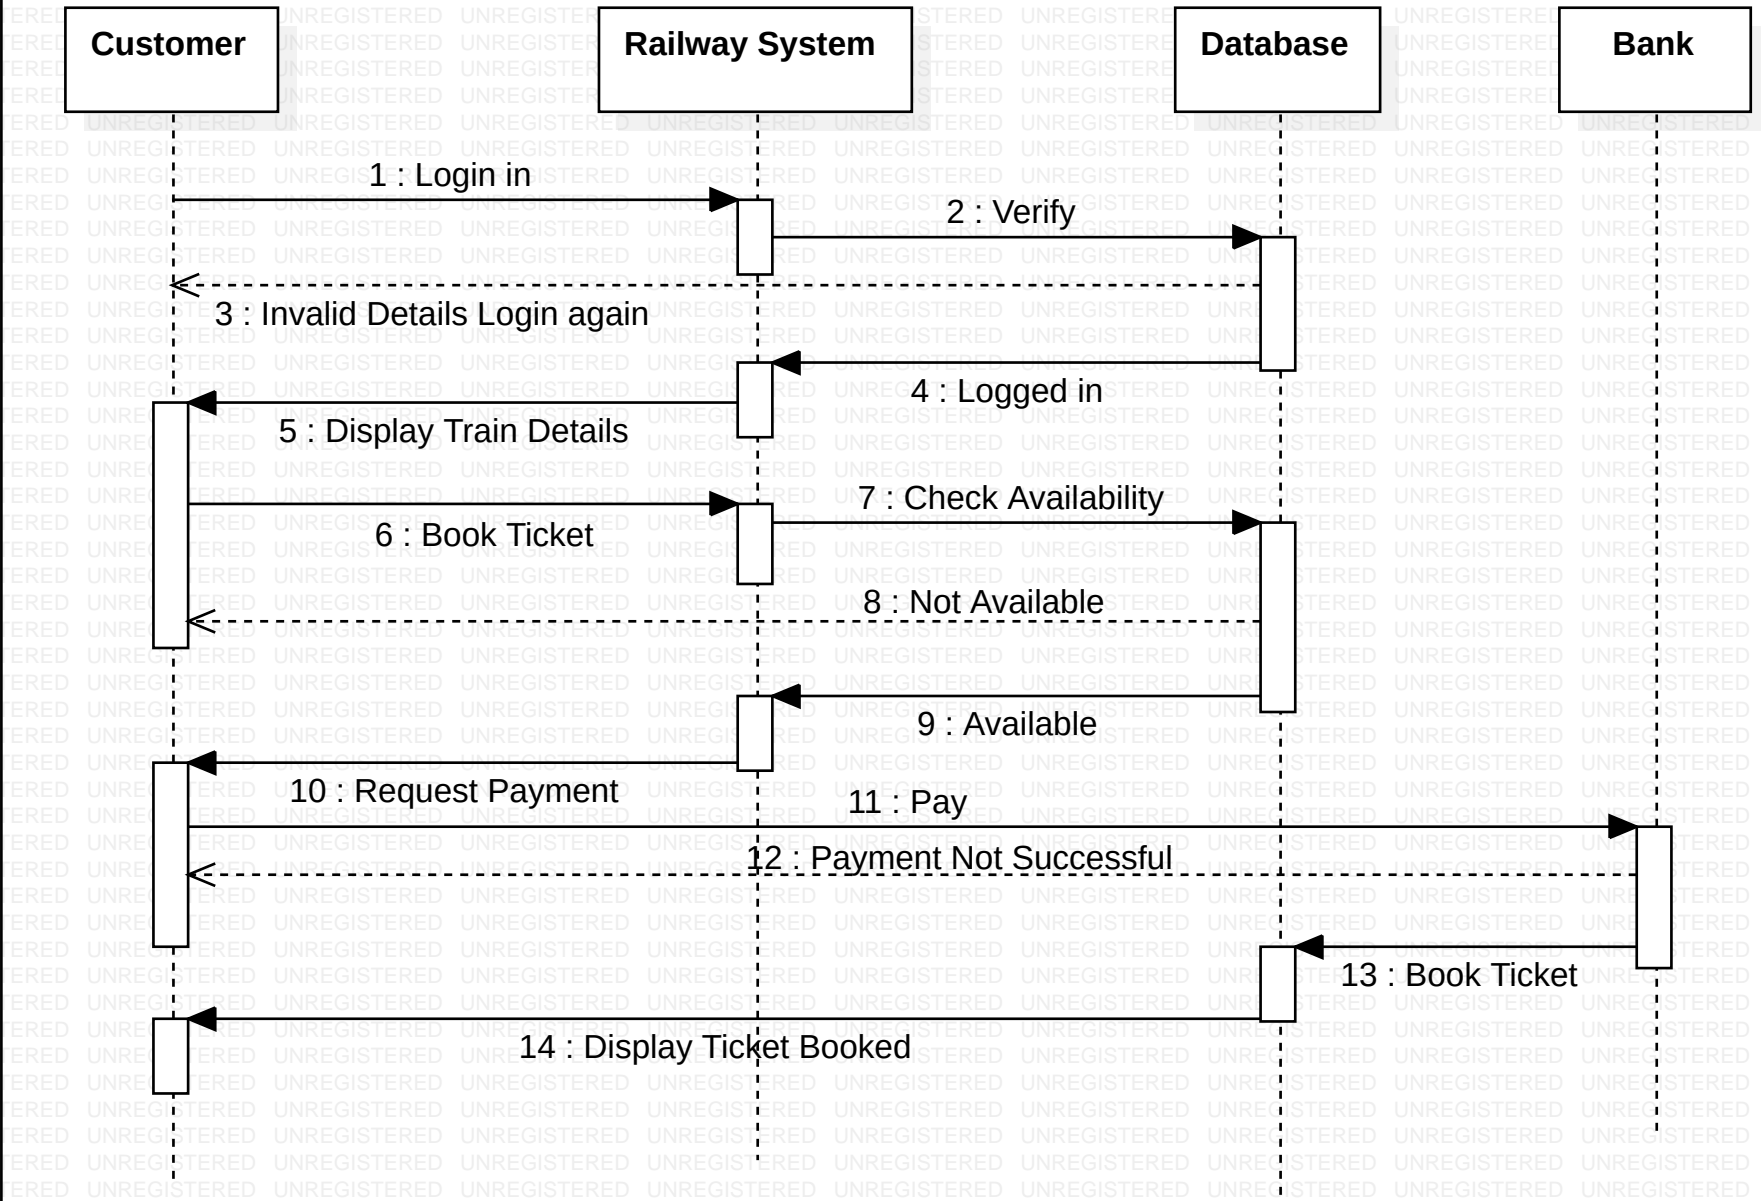 Customer
Railway System
Database
Bank
1 : Login in
2 : Verify
3 : Invalid Details Login again
4 : Logged in
5 : Display Train Details
6 : Book Ticket
7 : Check Availability
8 : Not Available
9 : Available
10 : Request Payment
11 : Pay
12 : Payment Not Successful
13 : Book Ticket
14 : Display Ticket Booked
UNREGISTERED